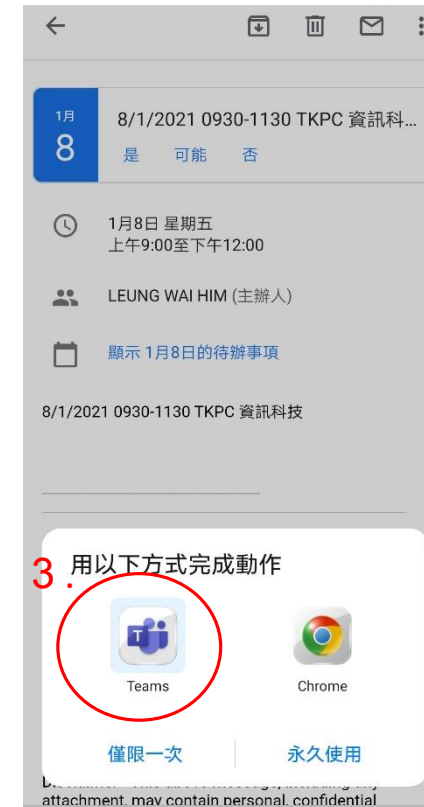 1月
8
8/1/2021 0930-1130 TKPC 資訊科...
是 可能 否
1月8日 星期五
上午9:00至下午12:00
LEUNG WAI HIM (主辦人)
顯示 1月8日的待辦事項
8/1/2021 0930-1130 TKPC 資訊科技
3.
用以下方式完成動作
Teams
Chrome
僅限一次
永久使用
attachment, may contain personal, confidential